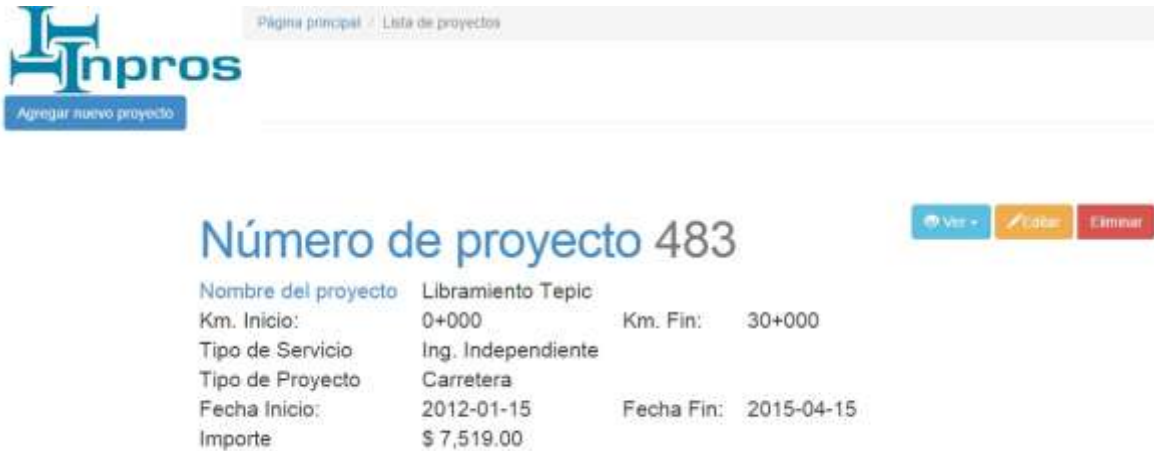 Página principal / Lista de proyectos
Inpros
Agregar nuevo proyecto
Número de proyecto 483
Ver Editar Eliminar
Nombre del proyecto Libramiento Tepic
Km. Inicio: 0+000 Km. Fin: 30+000
Tipo de Servicio Ing. Independiente
Tipo de Proyecto Carretera
Fecha Inicio: 2012-01-15 Fecha Fin: 2015-04-15
Importe $ 7,519.00